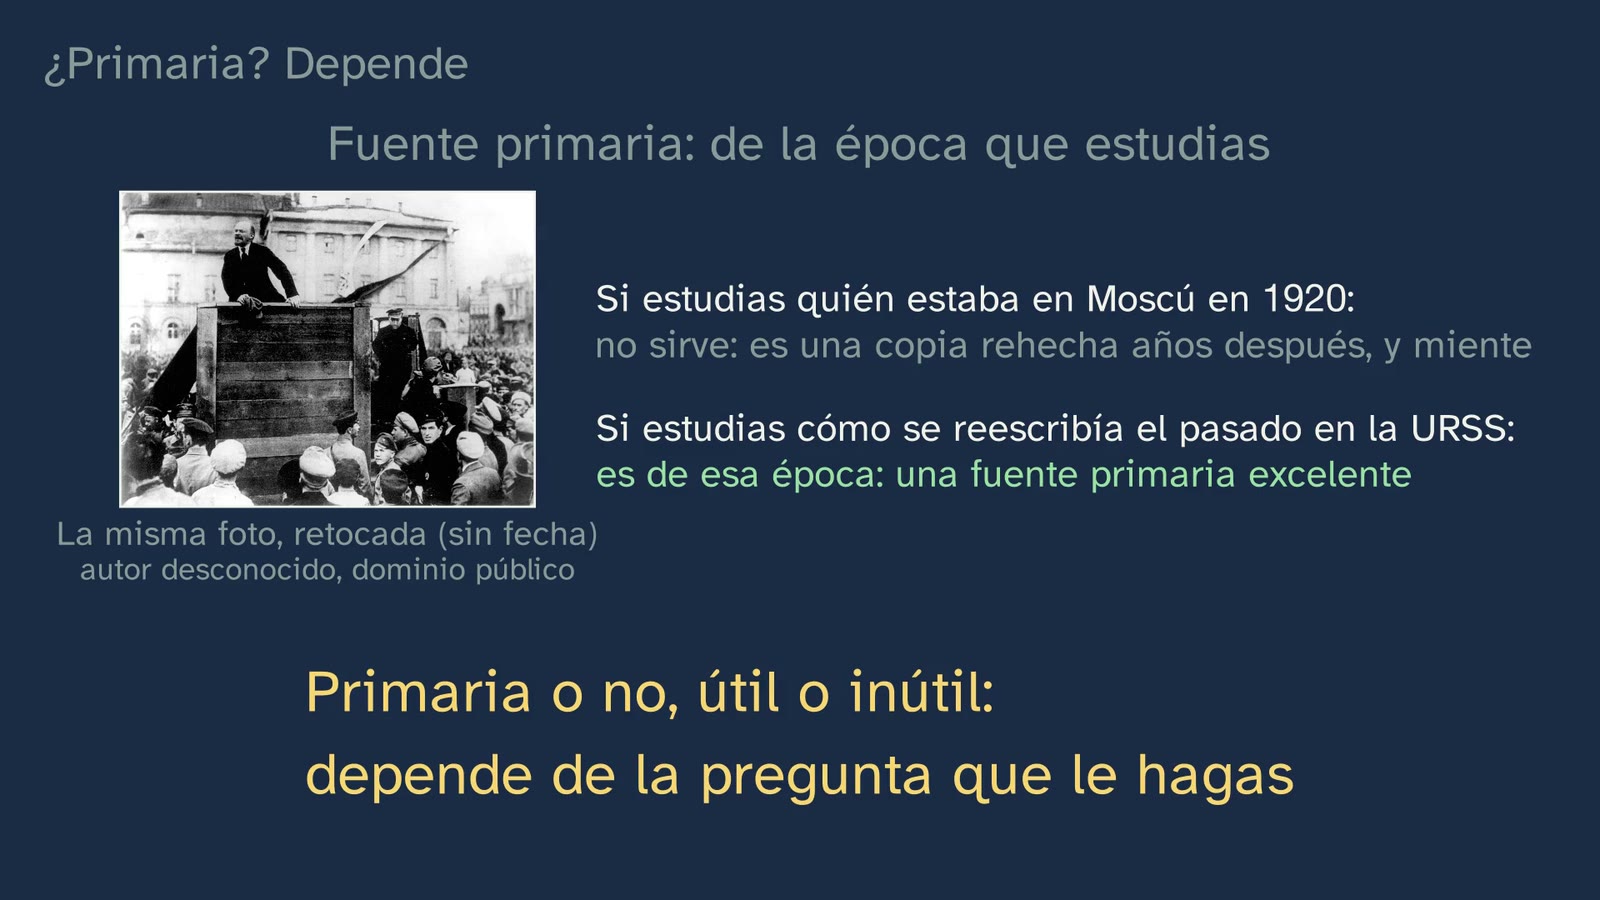 ¿Primaria? Depende
Fuente primaria: de la época que estudias
Si estudias quién estaba en Moscú en 1920:
no sirve: es una copia rehecha años después, y miente
Si estudias cómo se reescribía el pasado en la URSS:
es de esa época: una fuente primaria excelente
La misma foto, retocada (sin fecha)
autor desconocido, dominio público
Primaria o no, útil o inútil:
depende de la pregunta que le hagas